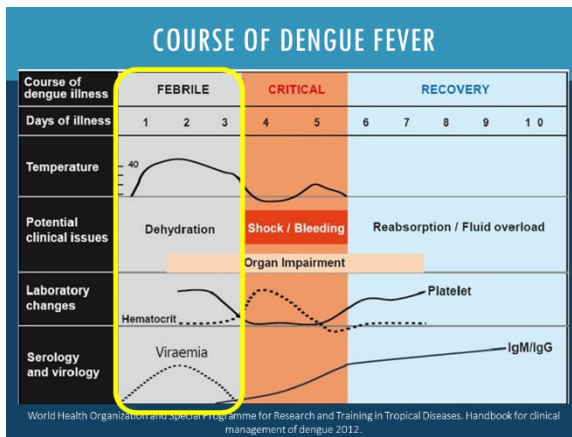 COURSE OF DENGUE FEVER
Course of dengue illness
FEBRILE
CRITICAL
RECOVERY
Days of illness
1 2 3 4 5 6 7 8 9 1 0
Temperature
40
Potential clinical issues
Dehydration
Shock / Bleeding
Reabsorption / Fluid overload
Organ Impairment
Laboratory changes
Hematocrit
Platelet
Serology and virology
Viraemia
IgM/IgG
World Health Organization and Special Programme for Research and Training in Tropical Diseases. Handbook for clinical
management of dengue 2012.